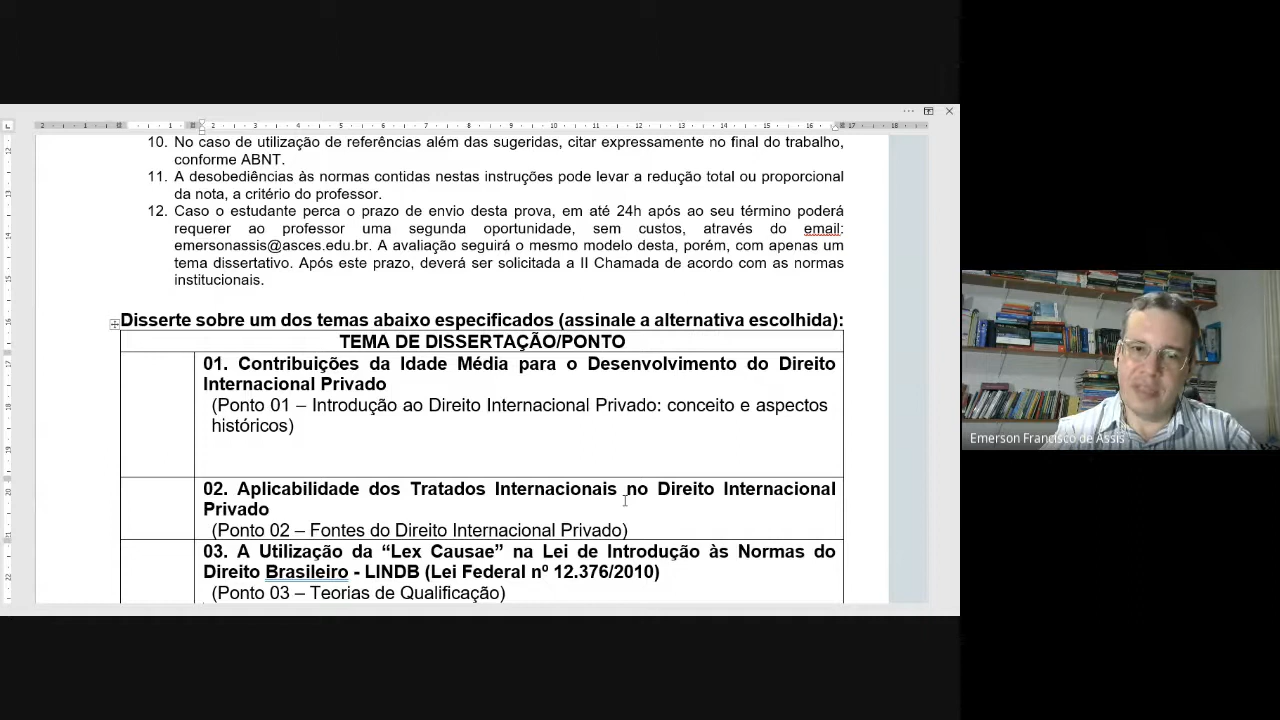 10. No caso de utilização de referências além das sugeridas, citar expressamente no final do trabalho,
conforme ABNT.
11. A desobediências às normas contidas nestas instruções pode levar a redução total ou proporcional
da nota, a critério do professor.
12. Caso o estudante perca o prazo de envio desta prova, em até 24h após ao seu término poderá
requerer ao professor uma segunda oportunidade, sem custos, através do email:
emersonassis@asces.edu.br. A avaliação seguirá o mesmo modelo desta, porém, com apenas um
tema dissertativo. Após este prazo, deverá ser solicitada a II Chamada de acordo com as normas
institucionais.
Disserte sobre um dos temas abaixo especificados (assinale a alternativa escolhida):
TEMA DE DISSERTAÇÃO/PONTO
01. Contribuições da Idade Média para o Desenvolvimento do Direito
Internacional Privado
(Ponto 01 – Introdução ao Direito Internacional Privado: conceito e aspectos
históricos)
02. Aplicabilidade dos Tratados Internacionais no Direito Internacional
Privado
(Ponto 02 – Fontes do Direito Internacional Privado)
03. A Utilização da “Lex Causae” na Lei de Introdução às Normas do
Direito Brasileiro - LINDB (Lei Federal nº 12.376/2010)
(Ponto 03 – Teorias de Qualificação)
Emerson Francisco de Assis